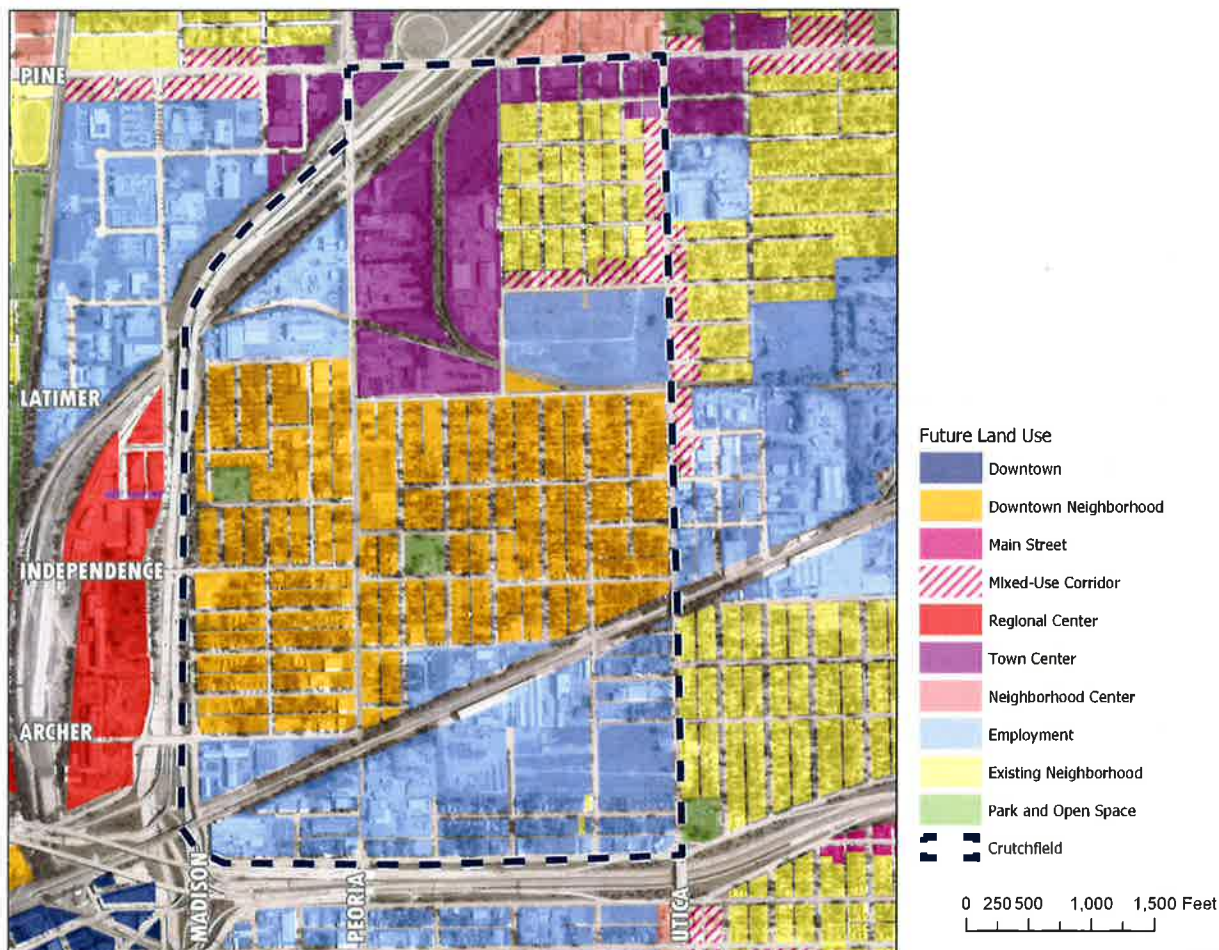 PINE
LATIMER
INDEPENDENCE
ARCHER
MADISON
PEORIA
UTICA
Future Land Use
Downtown
Downtown Neighborhood
Main Street
Mixed-Use Corridor
Regional Center
Town Center
Neighborhood Center
Employment
Existing Neighborhood
Park and Open Space
Crutchfield
0 250 500 1,000 1,500 Feet